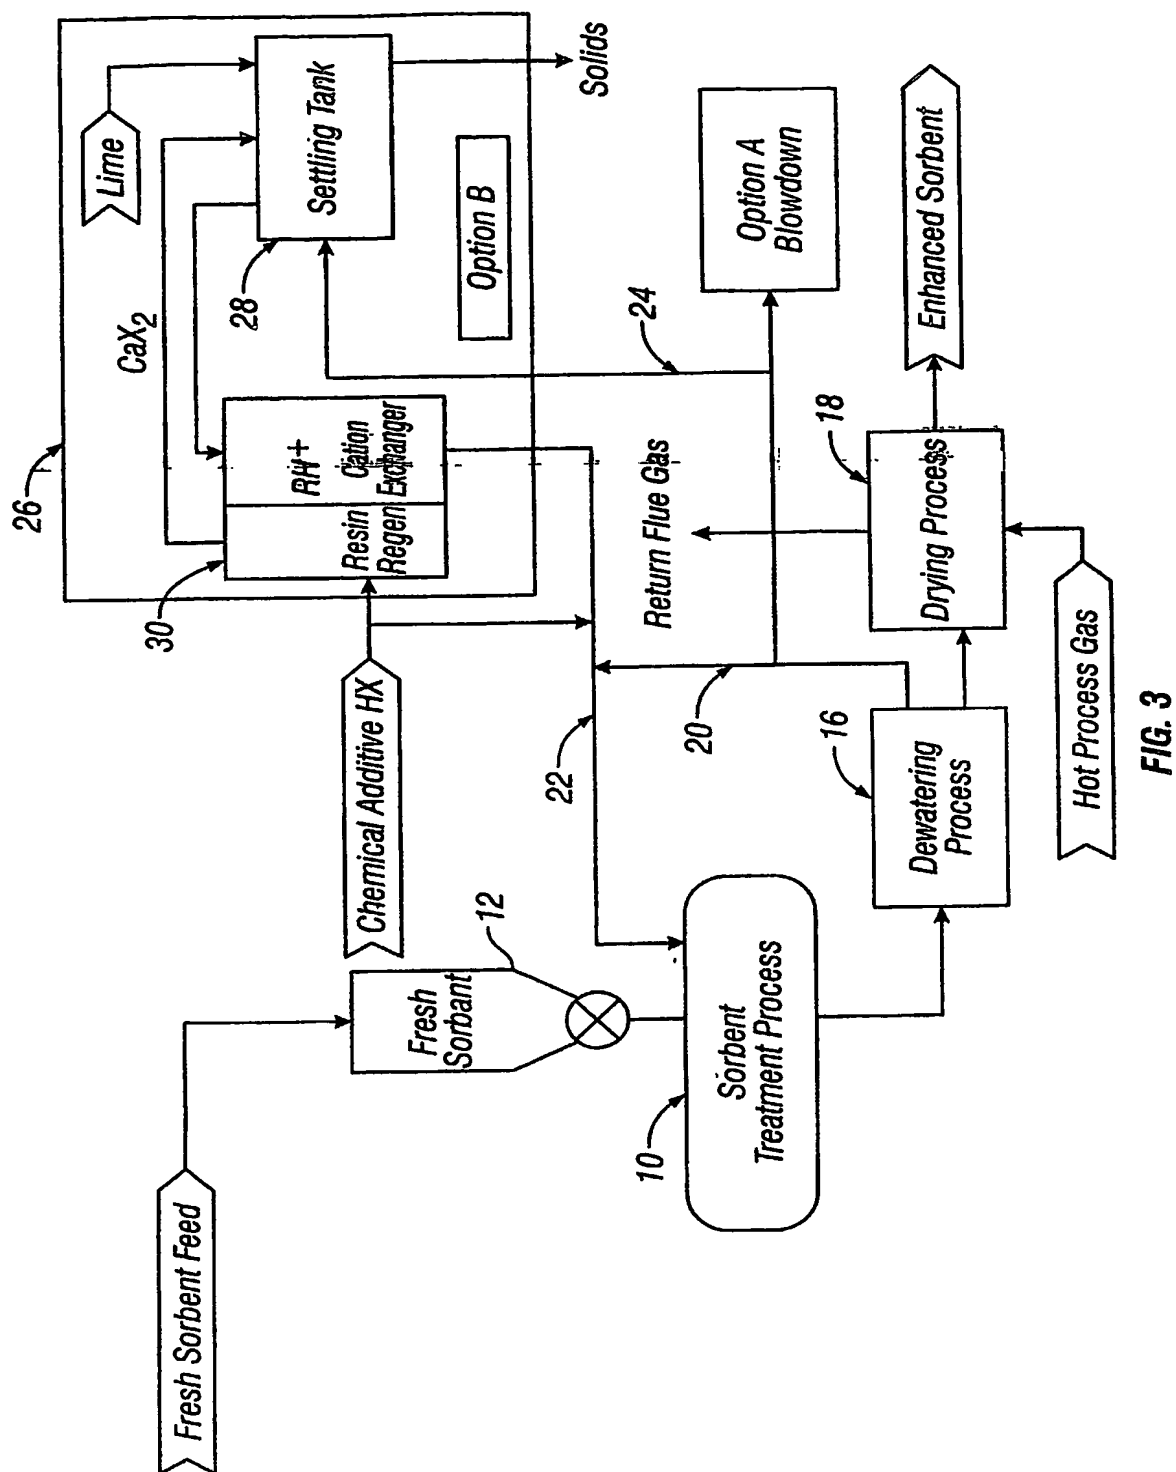 Fresh Sorbent Feed
Fresh
Sorbant
12
Chemical Additive HX
30
26
Resin
Regen
RH+
Cation
Exchanger
CaX2
Lime
28
Settling Tank
Solids
Option B
10
Sorbent
Treatment Process
22
20
24
Return Flue Gas
Option A
Blowdown
16
Dewatering
Process
18
Drying Process
Enhanced Sorbent
Hot Process Gas
FIG. 3